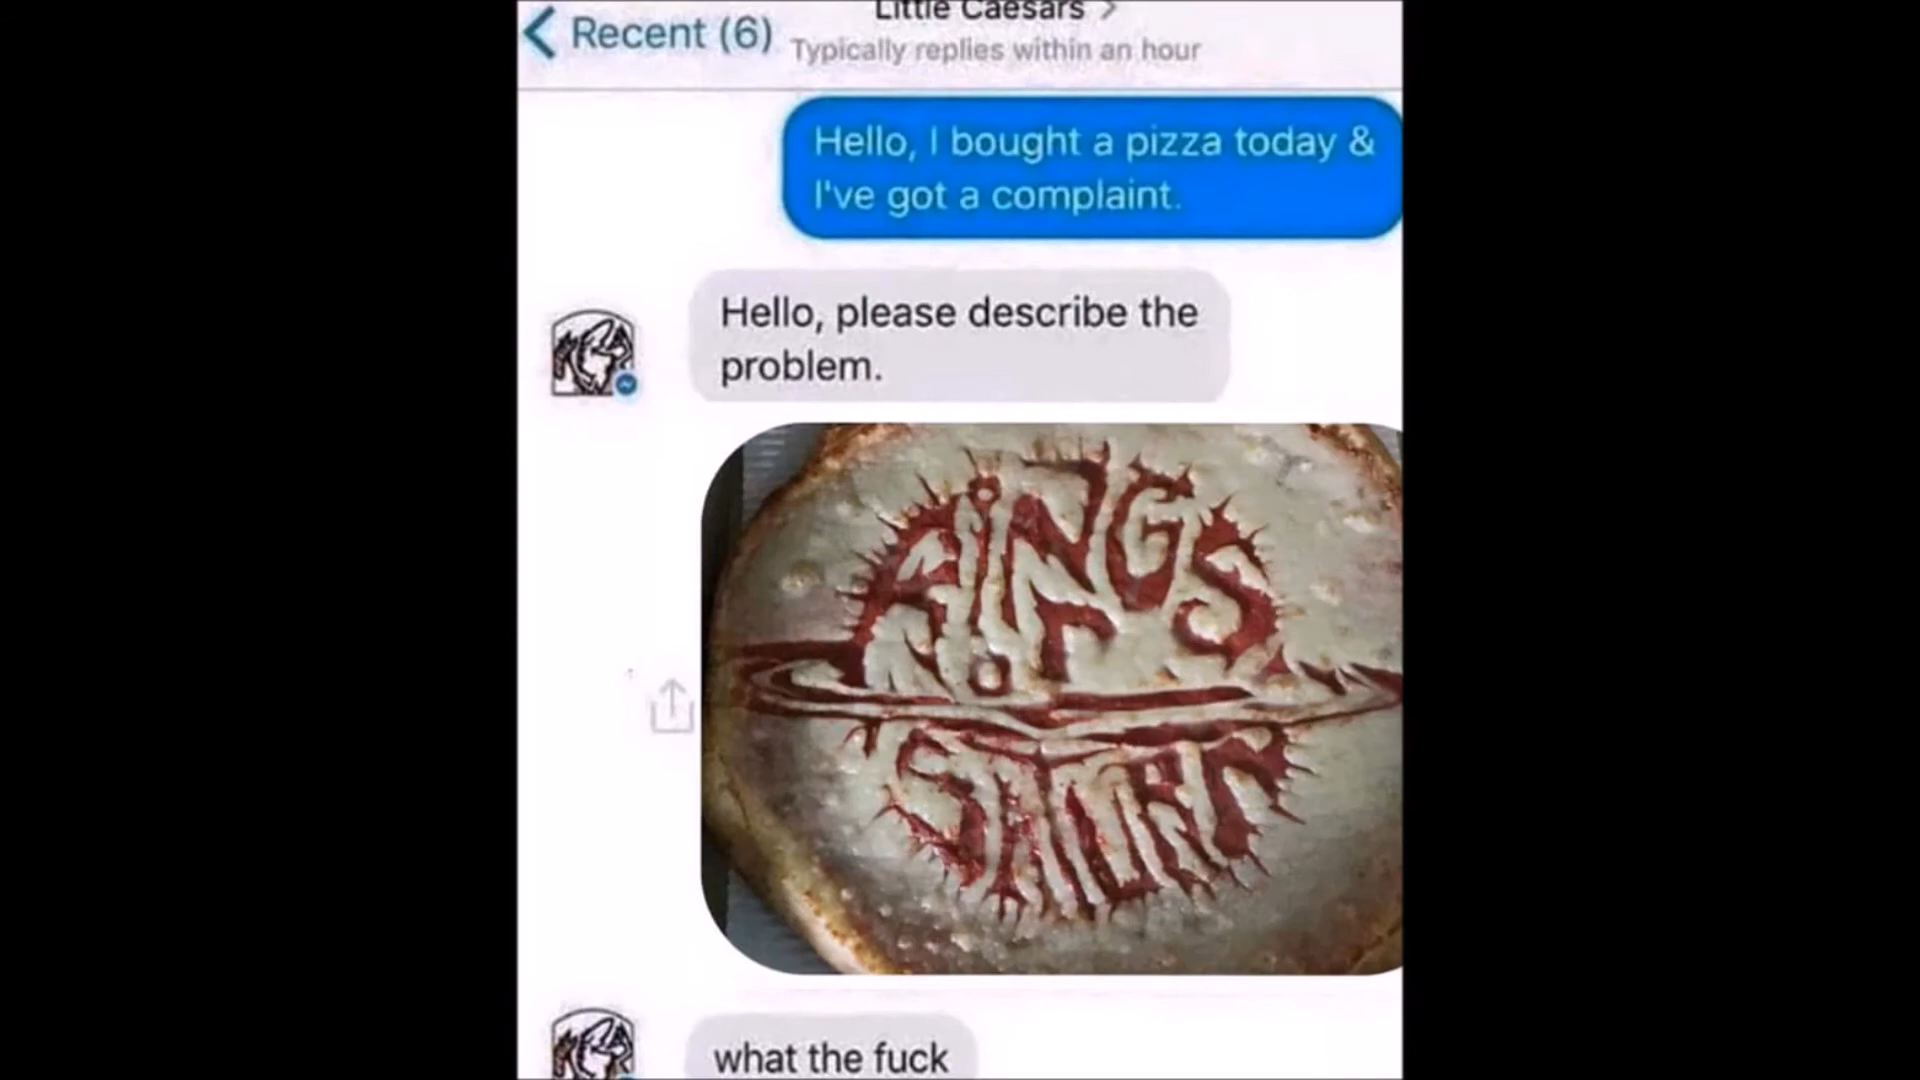 Little Caesars
Recent (6)
Typically replies within an hour
Hello, I bought a pizza today &
I've got a complaint.
Hello, please describe the
problem.
RINGS
SATURN
what the fuck